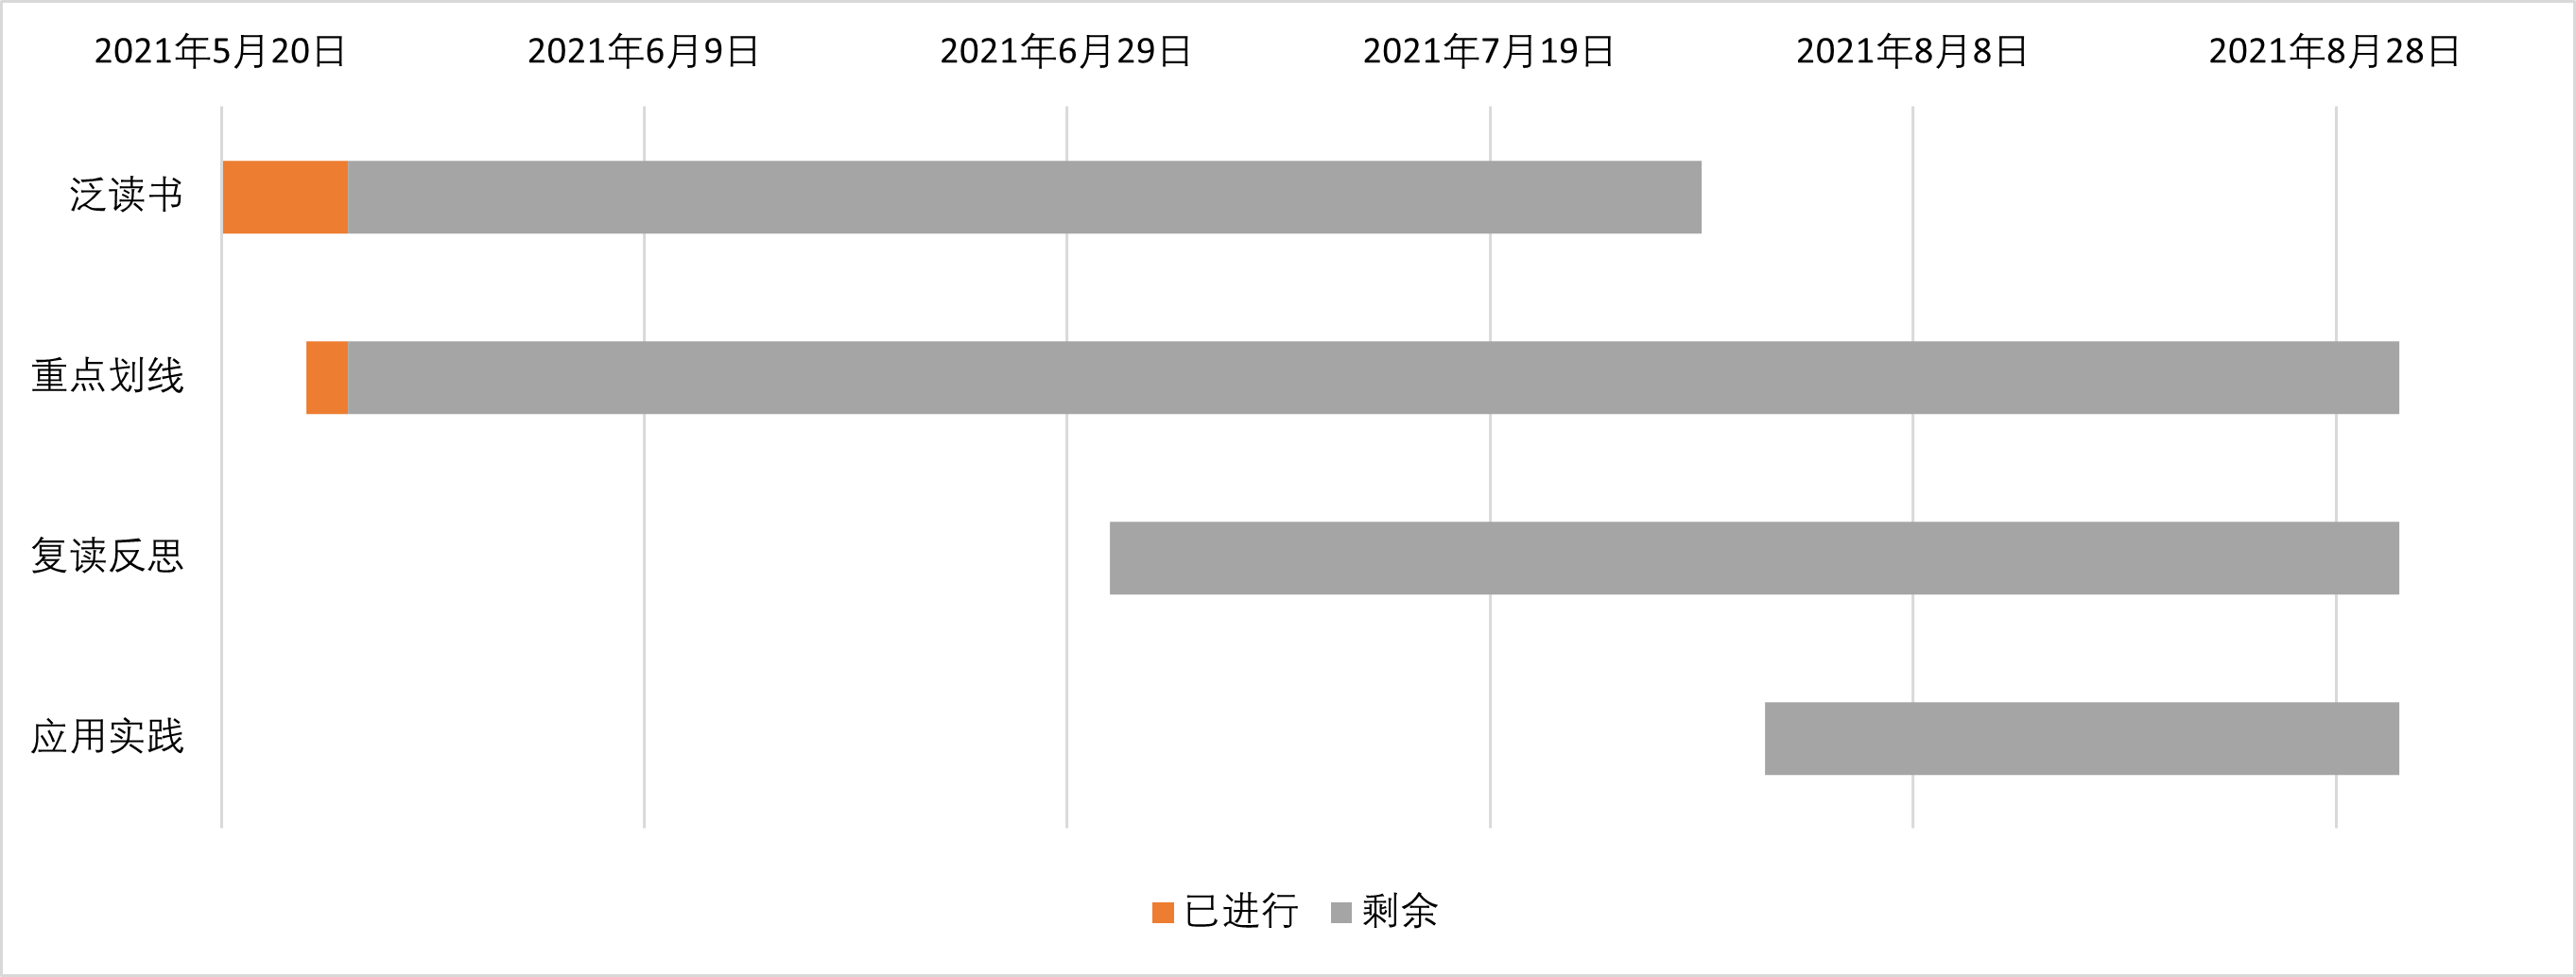 2021年5月20日 2021年6月9日 2021年6月29日 2021年7月19日 2021年8月8日 2021年8月28日
泛读书
重点划线
复读反思
应用实践
已进行 剩余